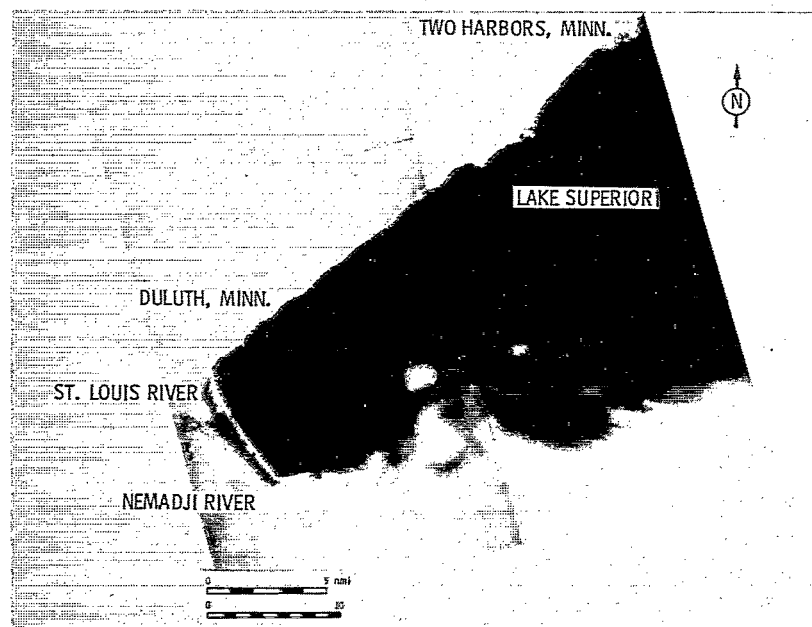 TWO HARBORS, MINN.
N
LAKE SUPERIOR
DULUTH, MINN.
ST. LOUIS RIVER
NEMADJI RIVER
0 5 nmi
0 10